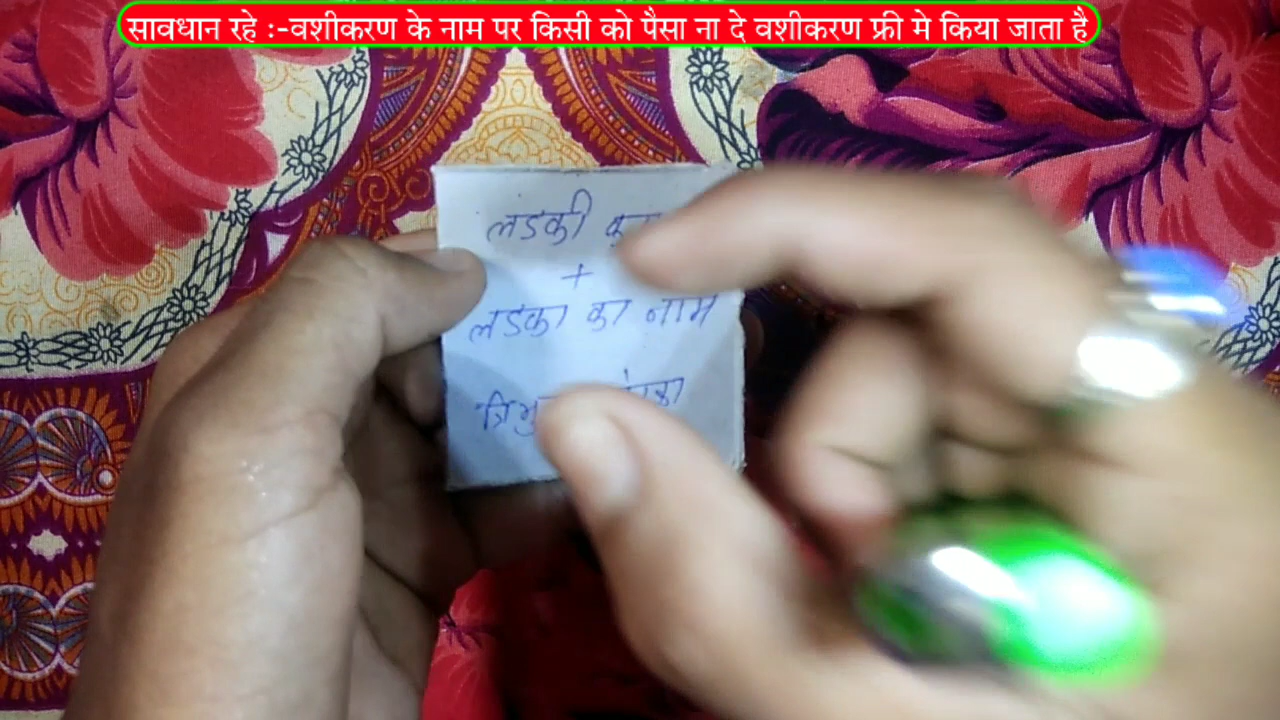 सावधान रहे :-वशीकरण के नाम पर किसी को पैसा ना दे वशीकरण फ्री मे किया जाता है
लडकी
+
लडका का नाम